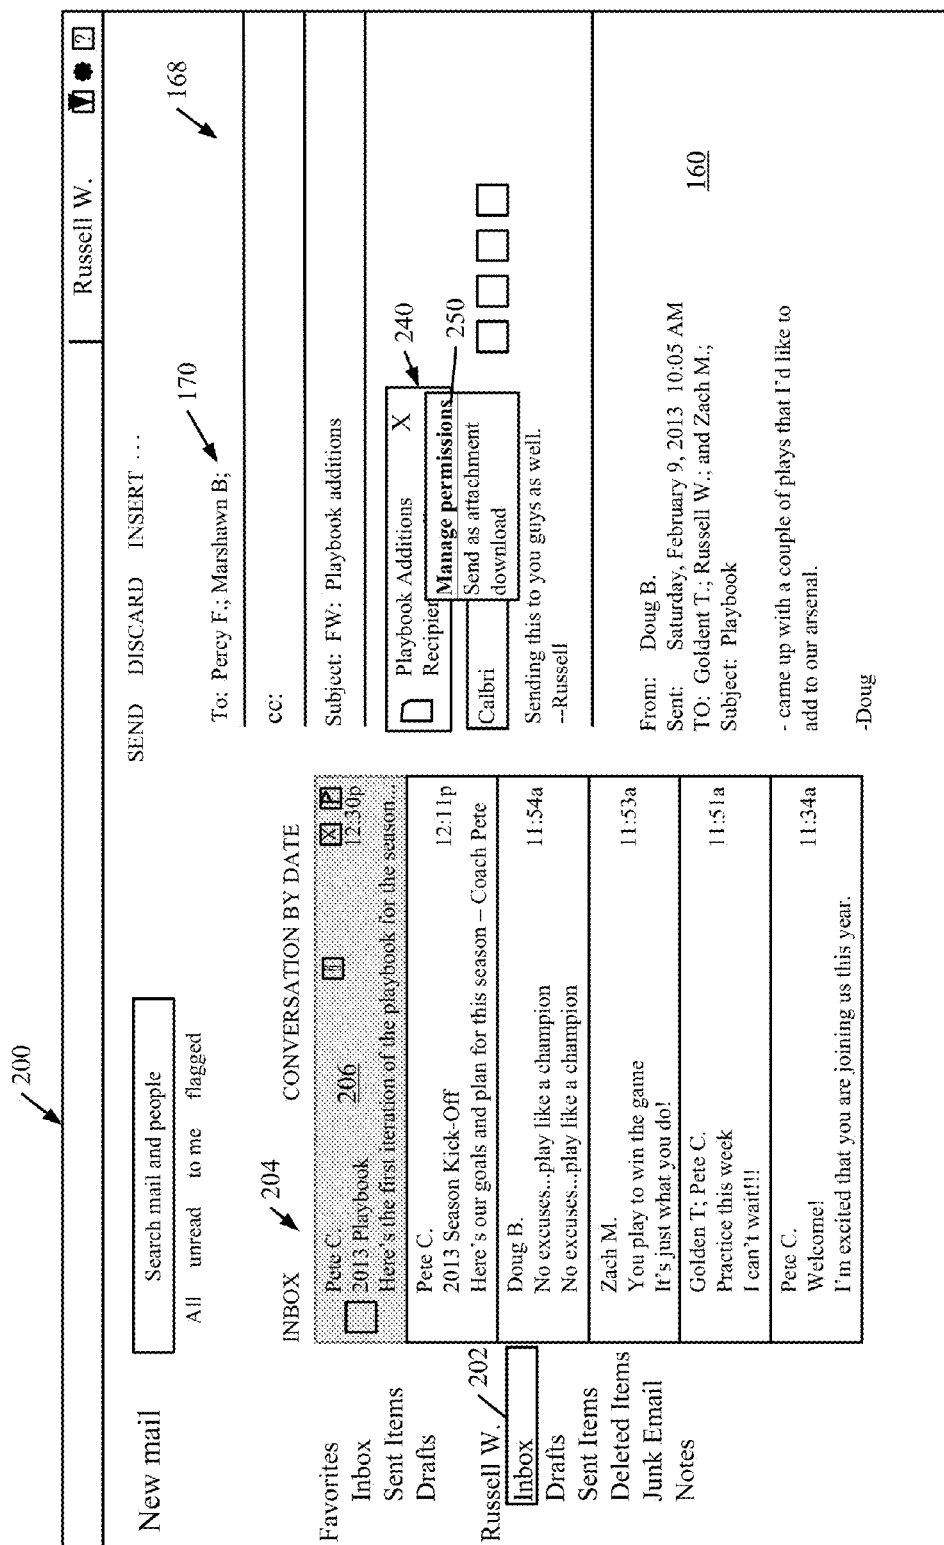 200
Russell W. ?
New mail
Search mail and people
All unread to me flagged
SEND DISCARD INSERT ...
170
168
To: Percy F.; Marshawn B;
cc:
Subject: FW: Playbook additions
Favorites
Inbox
Sent Items
Drafts
Russell W.
202
Inbox
Drafts
Sent Items
Deleted Items
Junk Email
Notes
INBOX CONVERSATION BY DATE
204
Pete C. X
2013 Playbook 206 12:30p
Here's the first iteration of the playbook for the season...
Pete C.
2013 Season Kick-Off 12:11p
Here's our goals and plan for this season – Coach Pete
Doug B.
No excuses...play like a champion 11:54a
No excuses...play like a champion
Zach M.
You play to win the game 11:53a
It's just what you do!
Golden T; Pete C.
Practice this week 11:51a
I can't wait!!!
Pete C.
Welcome! 11:34a
I'm excited that you are joining us this year.
Playbook Additions X
240
Recipien
Manage permissions
250
Send as attachment
download
Calbri
Sending this to you guys as well.
--Russell
From: Doug B.
Sent: Saturday, February 9, 2013 10:05 AM
TO: Goldent T.; Russell W.; and Zach M.;
Subject: Playbook
160
- came up with a couple of plays that I'd like to
add to our arsenal.
-Doug